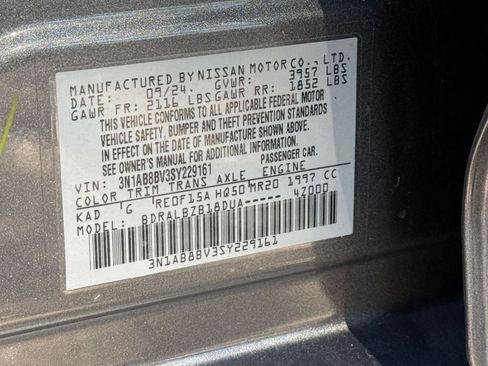 MANUFACTURED BY NISSAN MOTOR CO., LTD.
DATE: 09/24 GVWR: 3957 LBS
GAWR FR: 2116 LBS GAWR RR: 1852 LBS
THIS VEHICLE CONFORMS TO ALL APPLICABLE FEDERAL MOTOR
VEHICLE SAFETY, BUMPER AND THEFT PREVENTION STANDARDS
IN EFFECT ON THE DATE OF MANUFACTURE SHOWN ABOVE.
SEE OWNER'S MANUAL FOR ADDITIONAL INFORMATION.
VIN: 3N1AB8BV3SY229161 PASSENGER CAR
COLOR TRIM TRANS AXLE ENGINE
KAD G RE0F15A HQ50 MR20 1997 CC
MODEL: BDRALBZB18DUA----- 4Z000
3N1AB8BV3SY229161